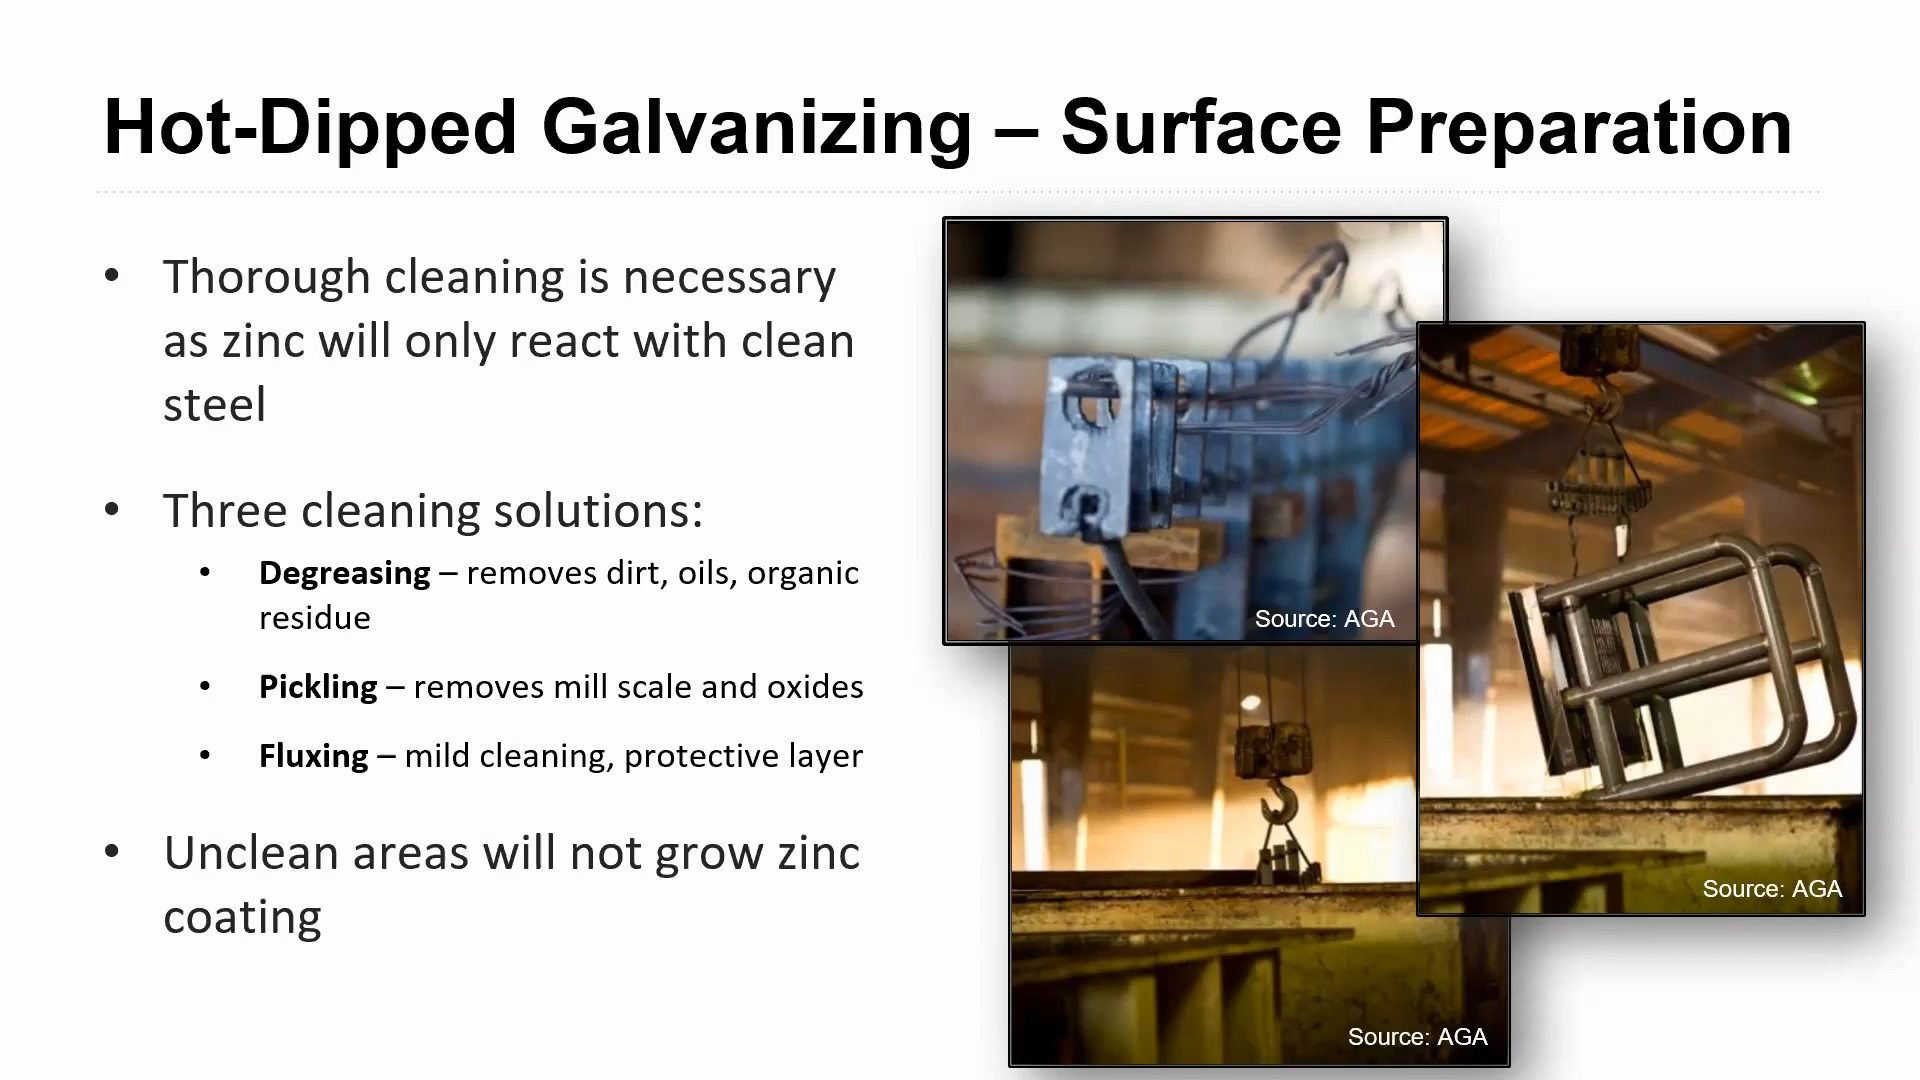 Hot-Dipped Galvanizing – Surface Preparation
• Thorough cleaning is necessary
as zinc will only react with clean
steel
• Three cleaning solutions:
• Degreasing – removes dirt, oils, organic
residue
• Pickling – removes mill scale and oxides
• Fluxing – mild cleaning, protective layer
• Unclean areas will not grow zinc
coating
Source: AGA
Source: AGA
Source: AGA